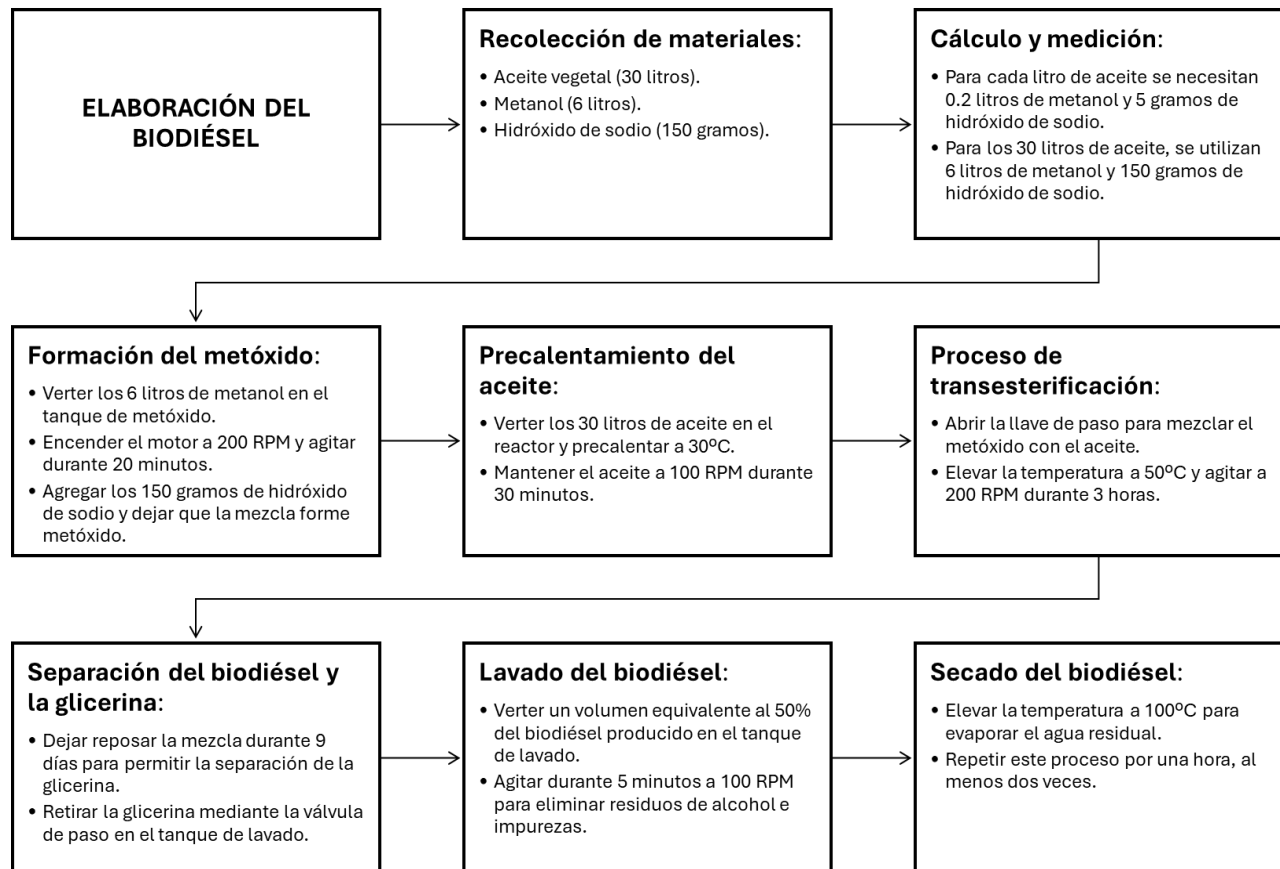 ELABORACIÓN DEL
BIODIÉSEL
Recolección de materiales:
• Aceite vegetal (30 litros).
• Metanol (6 litros).
• Hidróxido de sodio (150 gramos).
Cálculo y medición:
• Para cada litro de aceite se necesitan
0.2 litros de metanol y 5 gramos de
hidróxido de sodio.
• Para los 30 litros de aceite, se utilizan
6 litros de metanol y 150 gramos de
hidróxido de sodio.
Formación del metóxido:
• Verter los 6 litros de metanol en el
tanque de metóxido.
• Encender el motor a 200 RPM y agitar
durante 20 minutos.
• Agregar los 150 gramos de hidróxido
de sodio y dejar que la mezcla forme
metóxido.
Precalentamiento del
aceite:
• Verter los 30 litros de aceite en el
reactor y precalentar a 30ºC.
• Mantener el aceite a 100 RPM durante
30 minutos.
Proceso de
transesterificación:
• Abrir la llave de paso para mezclar el
metóxido con el aceite.
• Elevar la temperatura a 50ºC y agitar a
200 RPM durante 3 horas.
Separación del biodiésel y
la glicerina:
• Dejar reposar la mezcla durante 9
días para permitir la separación de la
glicerina.
• Retirar la glicerina mediante la válvula
de paso en el tanque de lavado.
Lavado del biodiésel:
• Verter un volumen equivalente al 50%
del biodiésel producido en el tanque
de lavado.
• Agitar durante 5 minutos a 100 RPM
para eliminar residuos de alcohol e
impurezas.
Secado del biodiésel:
• Elevar la temperatura a 100ºC para
evaporar el agua residual.
• Repetir este proceso por una hora, al
menos dos veces.